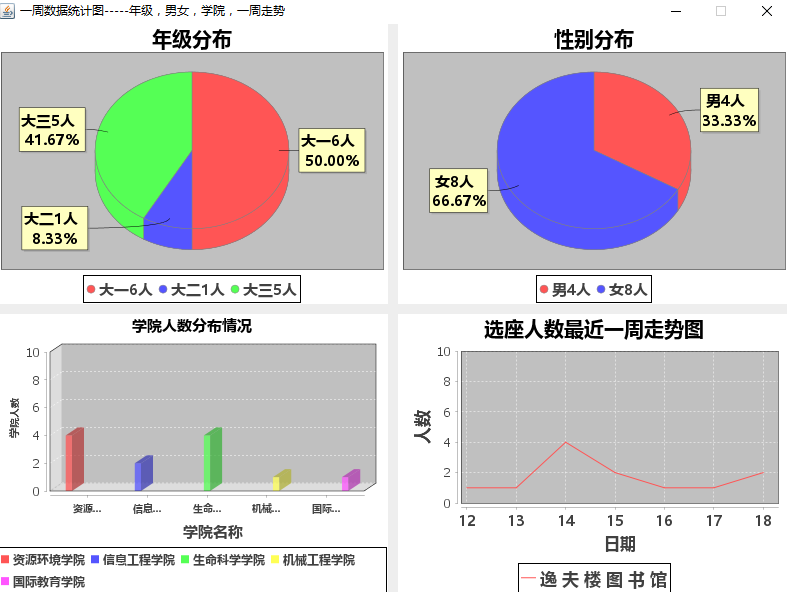 一周数据统计图-----年级，男女，学院，一周走势
年级分布
大三5人
41.67%
大一6人
50.00%
大二1人
8.33%
大一6人 大二1人 大三5人
性别分布
男4人
33.33%
女8人
66.67%
男4人 女8人
学院人数分布情况
学院人数
10
8
6
4
2
0
资源... 信息... 生命... 机械... 国际...
学院名称
资源环境学院 信息工程学院 生命科学学院 机械工程学院
国际教育学院
选座人数最近一周走势图
人数
10
8
6
4
2
0
12 13 14 15 16 17 18
日期
逸夫楼图书馆